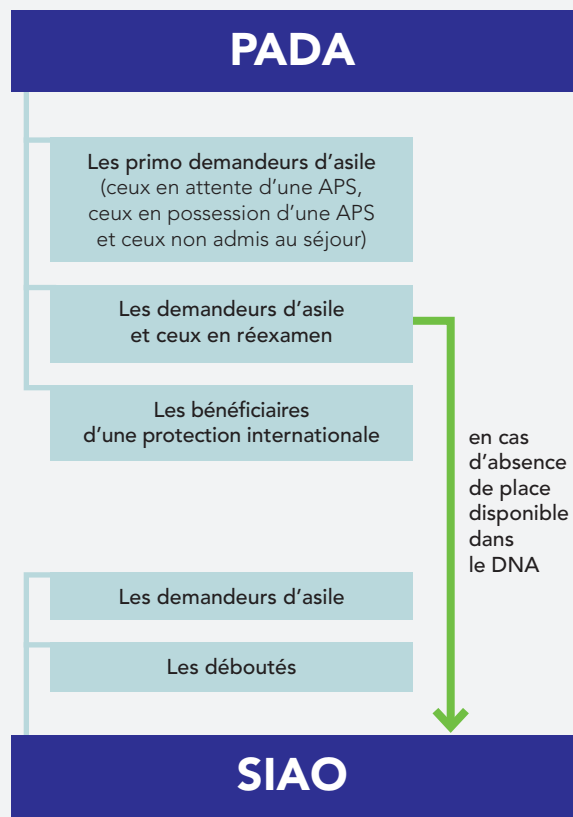 PADA
Les primo demandeurs d'asile
(ceux en attente d'une APS,
ceux en possession d'une APS
et ceux non admis au séjour)
Les demandeurs d'asile
et ceux en réexamen
Les bénéficiaires
d'une protection internationale
en cas
d'absence
de place
disponible
dans
le DNA
Les demandeurs d'asile
Les déboutés
SIAO